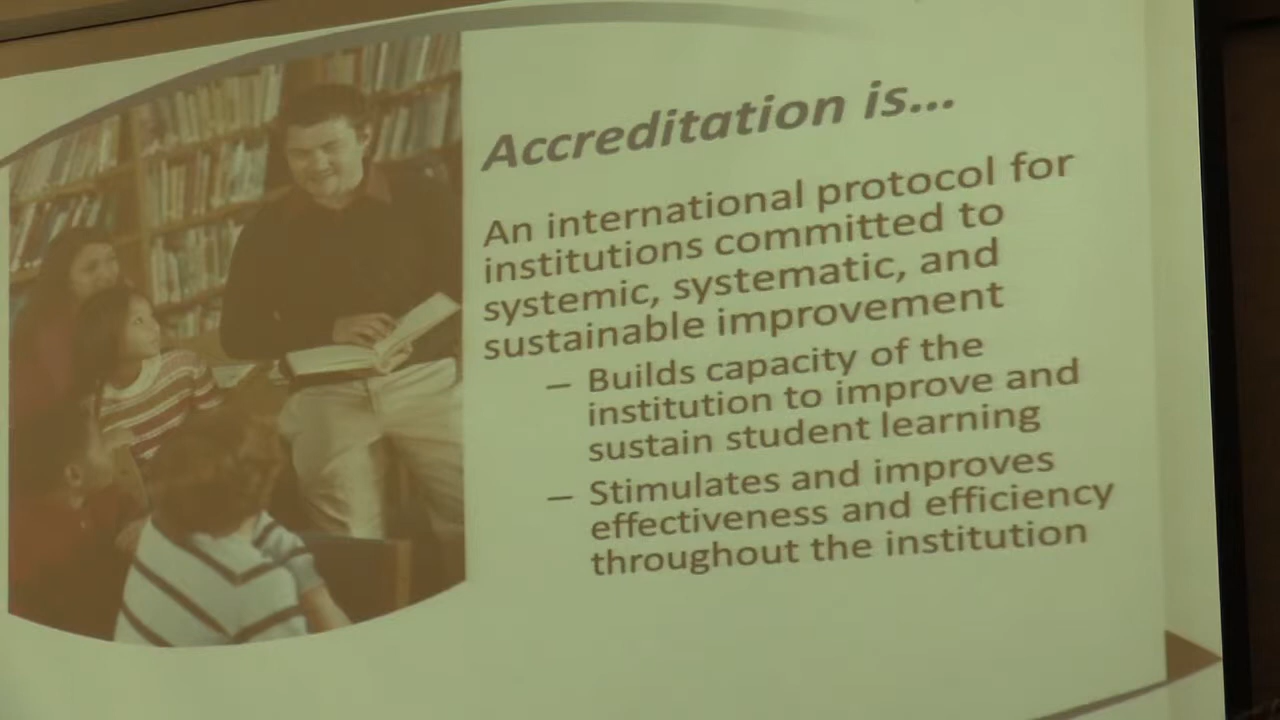 Accreditation is...
An international protocol for
institutions committed to
systemic, systematic, and
sustainable improvement
– Builds capacity of the
institution to improve and
sustain student learning
– Stimulates and improves
effectiveness and efficiency
throughout the institution